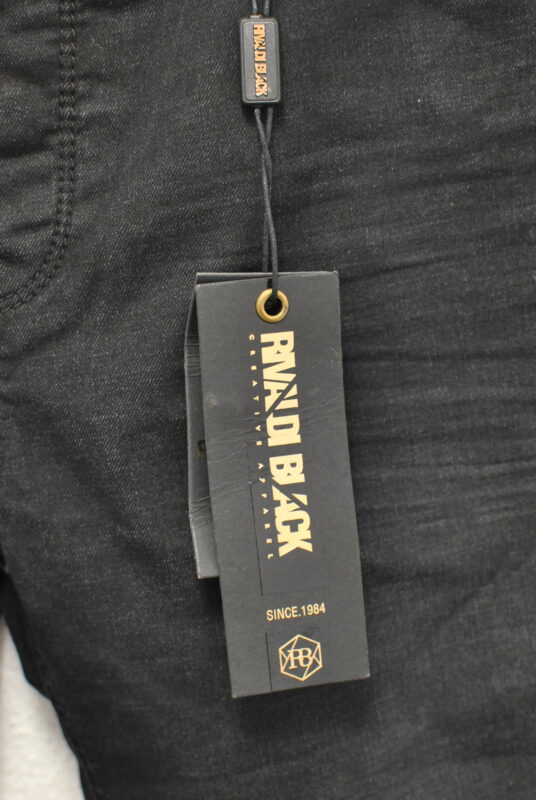 RIVALDI BLACK
RIVALDI BLACK
CREATIVE APPAREL
SINCE.1984
RB